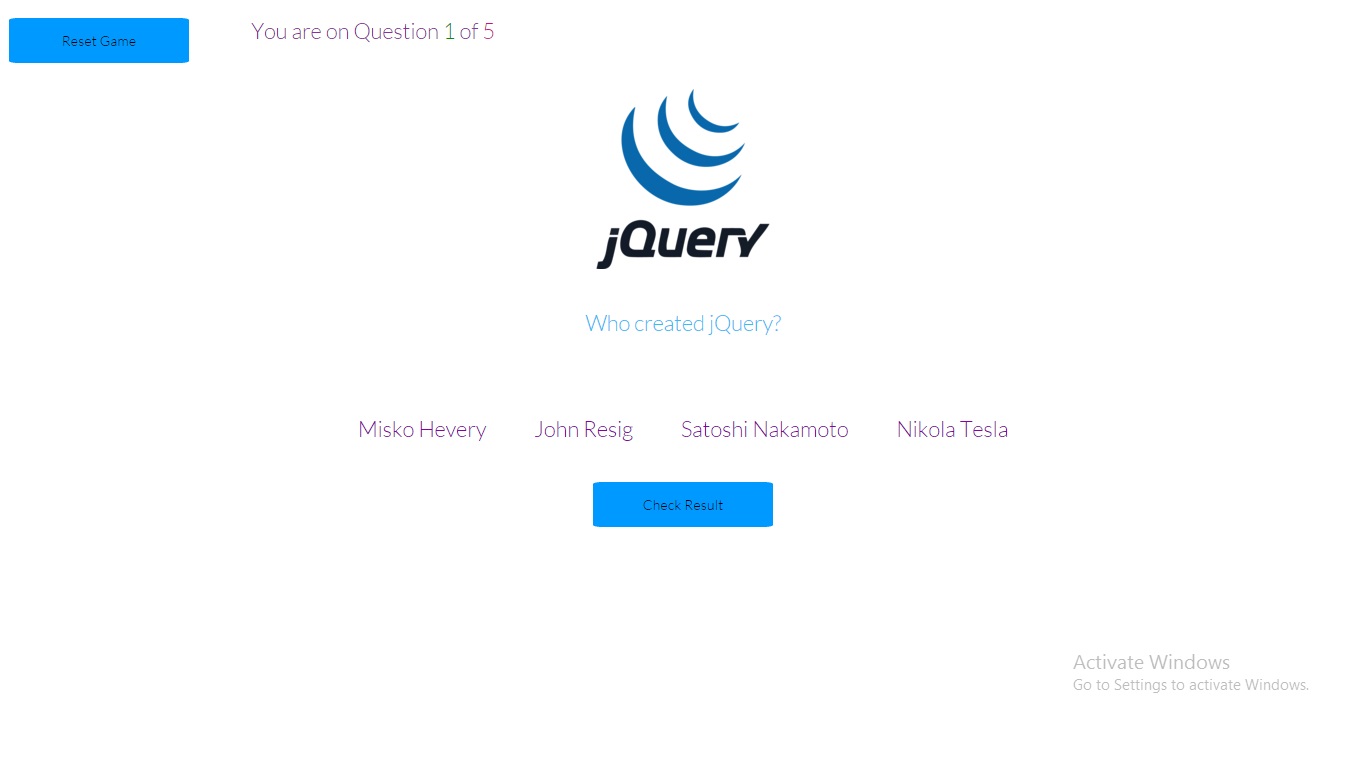 Reset Game
You are on Question 1 of 5
jQuery
Who created jQuery?
Misko Hevery John Resig Satoshi Nakamoto Nikola Tesla
Check Result
Activate Windows
Go to Settings to activate Windows.